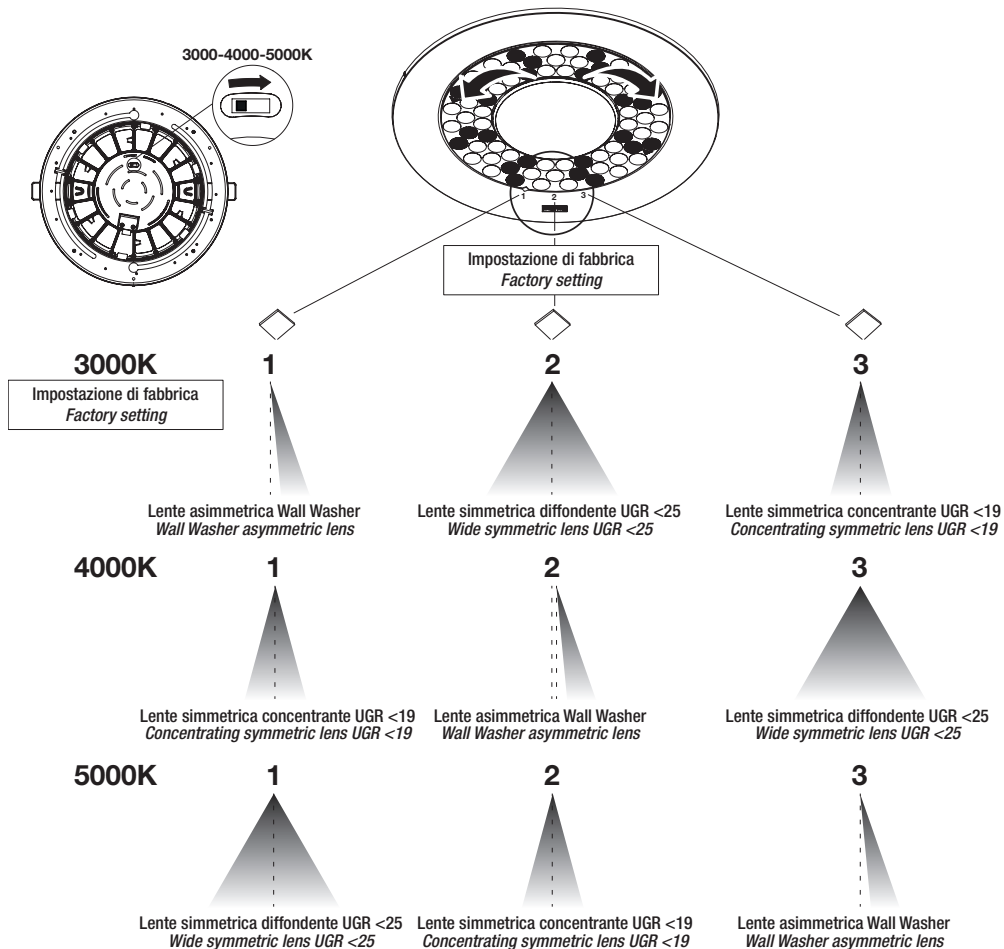 3000-4000-5000K
1 2 3
Impostazione di fabbrica
Factory setting
3000K 1 2 3
Impostazione di fabbrica
Factory setting
Lente asimmetrica Wall Washer
Wall Washer asymmetric lens
Lente simmetrica diffondente UGR <25
Wide symmetric lens UGR <25
Lente simmetrica concentrante UGR <19
Concentrating symmetric lens UGR <19
4000K 1 2 3
Lente simmetrica concentrante UGR <19
Concentrating symmetric lens UGR <19
Lente asimmetrica Wall Washer
Wall Washer asymmetric lens
Lente simmetrica diffondente UGR <25
Wide symmetric lens UGR <25
5000K 1 2 3
Lente simmetrica diffondente UGR <25
Wide symmetric lens UGR <25
Lente simmetrica concentrante UGR <19
Concentrating symmetric lens UGR <19
Lente asimmetrica Wall Washer
Wall Washer asymmetric lens